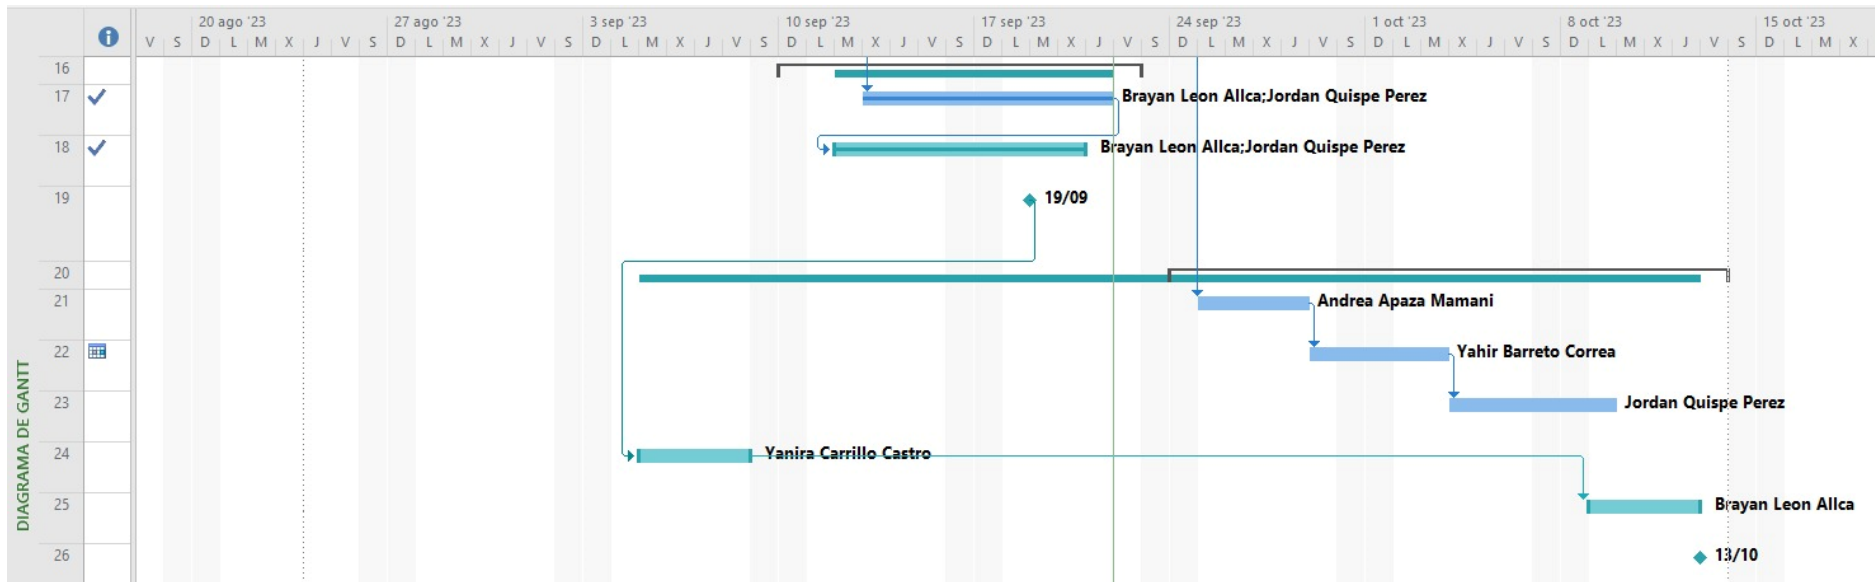 20 ago '23 27 ago '23 3 sep '23 10 sep '23 17 sep '23 24 sep '23 1 oct '23 8 oct '23 15 oct '23
V S D L M X J V S D L M X J V S D L M J V S D L M X J V S D L M X J V S D L X J V S D L M X J V S D L M X J V S D L M X
16
17 Brayan Leon Allca;Jordan Quispe Perez
18 Brayan Leon Allca;Jordan Quispe Perez
19 19/09
20
21 Andrea Apaza Mamani
22 Yahir Barreto Correa
23 Jordan Quispe Perez
24 Yanira Carrillo Castro
25 Brayan Leon Allca
26 13/10
DIAGRAMA DE GANTT